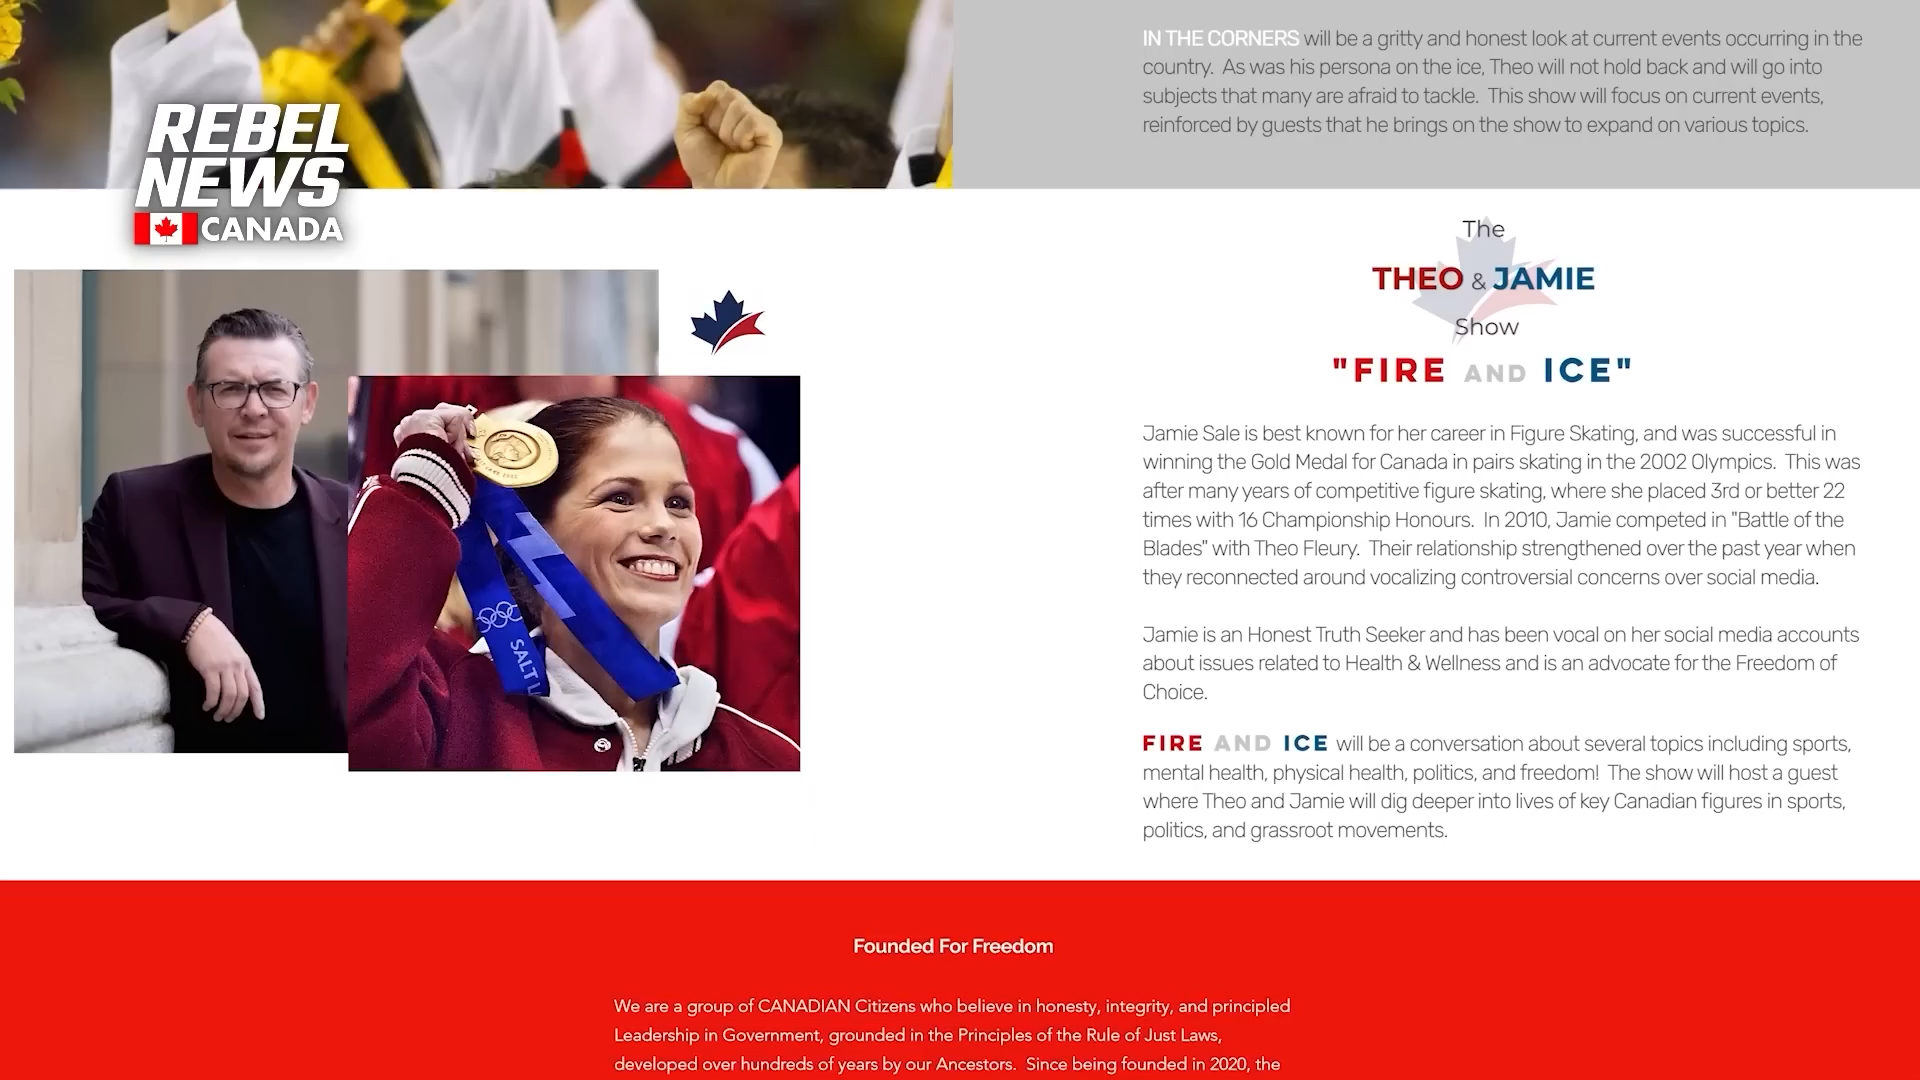 IN THE CORNERS will be a gritty and honest look at current events occurring in the
country. As was his persona on the ice, Theo will not hold back and will go into
subjects that many are afraid to tackle. This show will focus on current events,
reinforced by guests that he brings on the show to expand on various topics.
REBEL
NEWS
CANADA
The
THEO & JAMIE
Show
"FIRE AND ICE"
Jamie Sale is best known for her career in Figure Skating, and was successful in
winning the Gold Medal for Canada in pairs skating in the 2002 Olympics. This was
after many years of competitive figure skating, where she placed 3rd or better 22
times with 16 Championship Honours. In 2010, Jamie competed in "Battle of the
Blades" with Theo Fleury. Their relationship strengthened over the past year when
they reconnected around vocalizing controversial concerns over social media.
Jamie is an Honest Truth Seeker and has been vocal on her social media accounts
about issues related to Health & Wellness and is an advocate for the Freedom of
Choice.
FIRE AND ICE will be a conversation about several topics including sports,
mental health, physical health, politics, and freedom! The show will host a guest
where Theo and Jamie will dig deeper into lives of key Canadian figures in sports,
politics, and grassroot movements.
SALT L
Founded For Freedom
We are a group of CANADIAN Citizens who believe in honesty, integrity, and principled
Leadership in Government, grounded in the Principles of the Rule of Just Laws,
developed over hundreds of years by our Ancestors. Since being founded in 2020, the